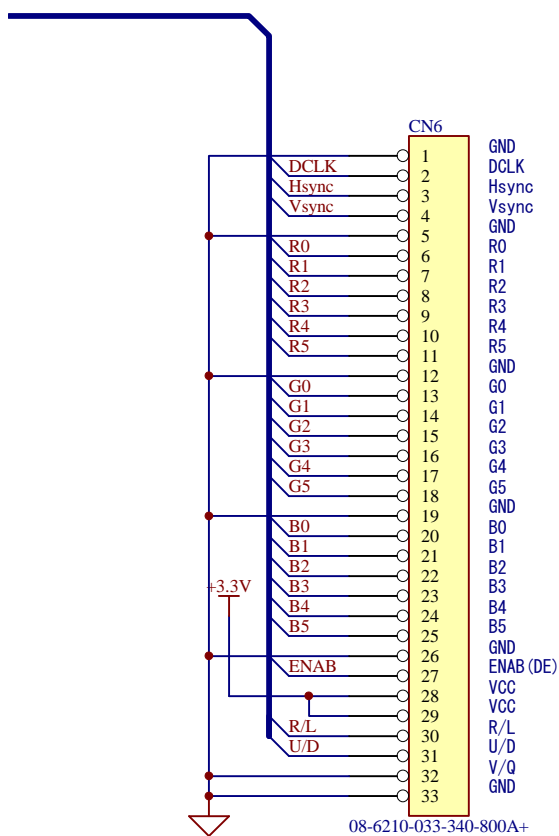 CN6
1 GND
DCLK 2 DCLK
Hsync 3 Hsync
Vsync 4 Vsync
5 GND
R0 6 R0
R1 7 R1
R2 8 R2
R3 9 R3
R4 10 R4
R5 11 R5
12 GND
G0 13 G0
G1 14 G1
G2 15 G2
G3 16 G3
G4 17 G4
G5 18 G5
19 GND
B0 20 B0
B1 21 B1
B2 22 B2
+3.3V B3 23 B3
B4 24 B4
B5 25 B5
26 GND
ENAB 27 ENAB(DE)
28 VCC
29 VCC
R/L 30 R/L
U/D 31 U/D
32 V/Q
33 GND
08-6210-033-340-800A+